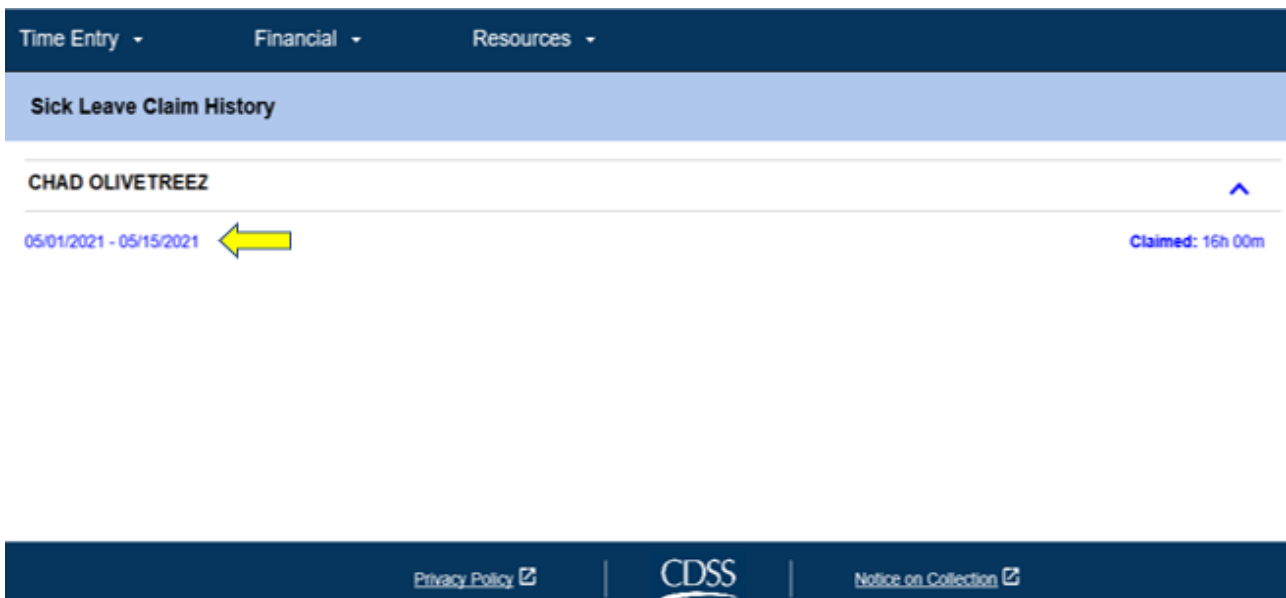 Time Entry Financial Resources
Sick Leave Claim History
CHAD OLIVETREEZ
05/01/2021 - 05/15/2021 Claimed: 16h 00m
Privacy Policy CDSS Notice on Collection